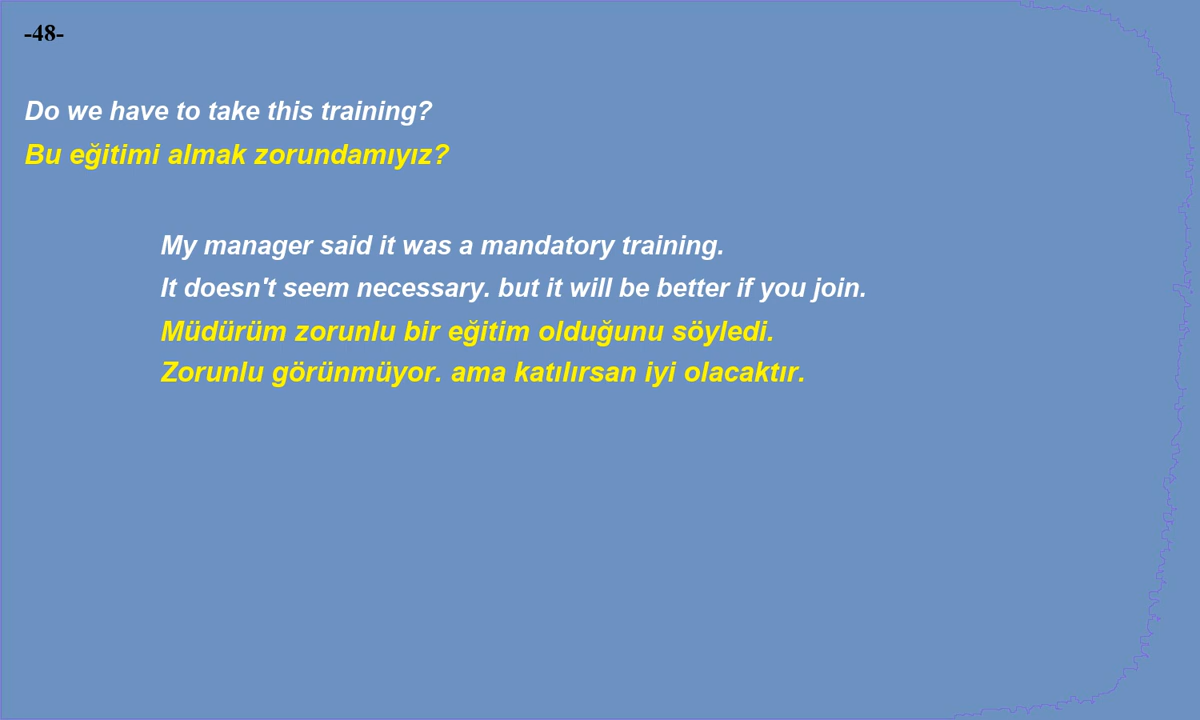 -48-
Do we have to take this training?
Bu eğitimi almak zorundamıyız?
My manager said it was a mandatory training.
It doesn't seem necessary. but it will be better if you join.
Müdürüm zorunlu bir eğitim olduğunu söyledi.
Zorunlu görünmüyor. ama katılırsan iyi olacaktır.